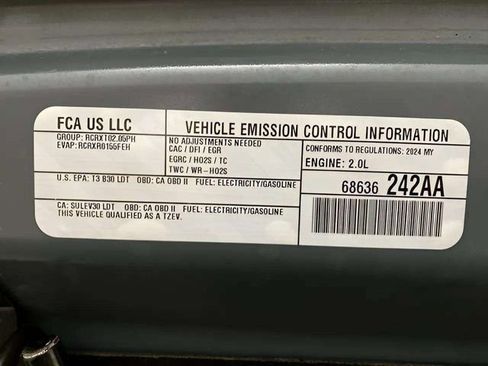 FCA US LLC
GROUP: RCRXT02.05PH
EVAP: RCRXR0155FEH
VEHICLE EMISSION CONTROL INFORMATION
NO ADJUSTMENTS NEEDED
CAC / DFI / EGR
EGRC / HO2S / TC
TWC / WR-HO2S
CONFORMS TO REGULATIONS: 2024 MY
ENGINE: 2.0L
U.S. EPA: T3 B30 LDT OBD: CA OBD II FUEL: ELECTRICITY/GASOLINE
CA: SULEV30 LDT OBD: CA OBD II FUEL: ELECTRICITY/GASOLINE
THIS VEHICLE QUALIFIED AS A TZEV.
68636 242AA